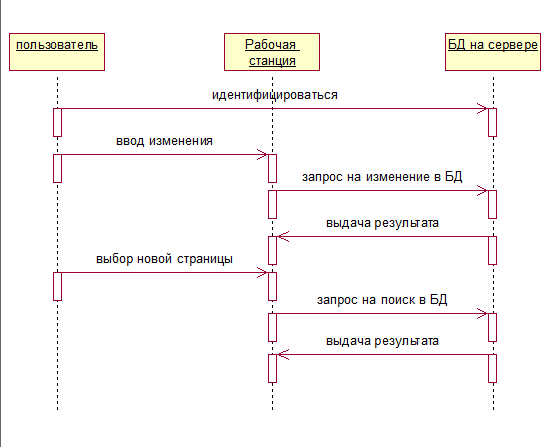 пользователь
Рабочая
станция
БД на сервере
идентифицироваться
ввод изменения
запрос на изменение в БД
выдача результата
выбор новой страницы
запрос на поиск в БД
выдача результата